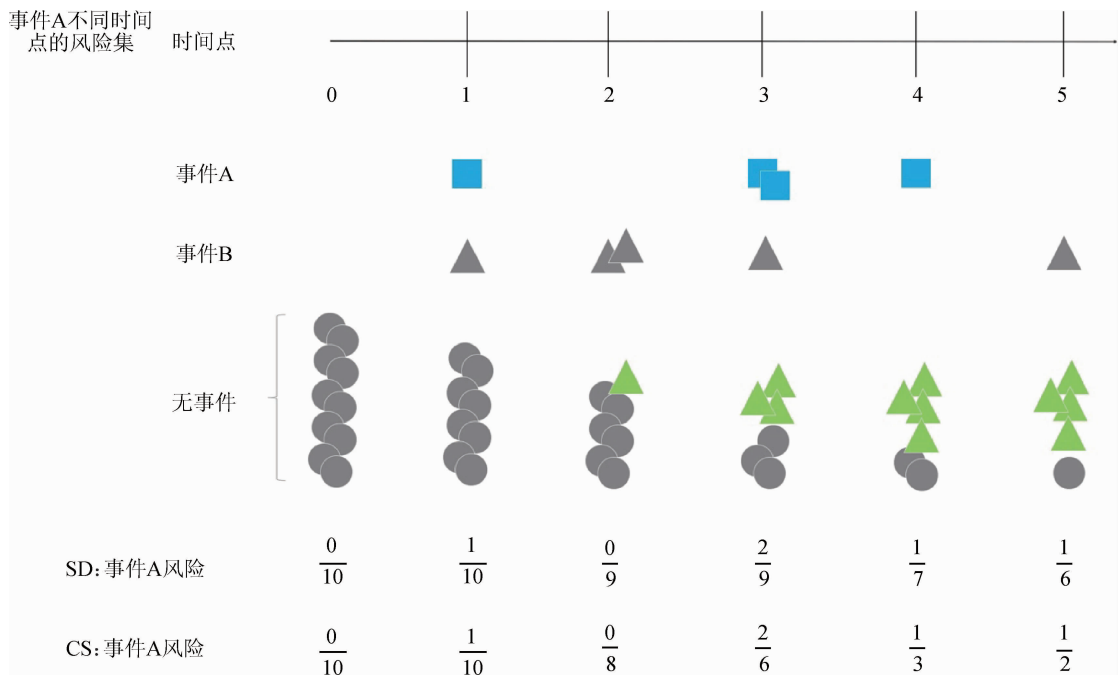 事件A不同时间
点的风险集
时间点
0 1 2 3 4 5
事件A
事件B
无事件
SD:事件A风险 0/10 1/10 0/9 2/9 1/7 1/6
CS:事件A风险 0/10 1/10 0/8 2/6 1/3 1/2